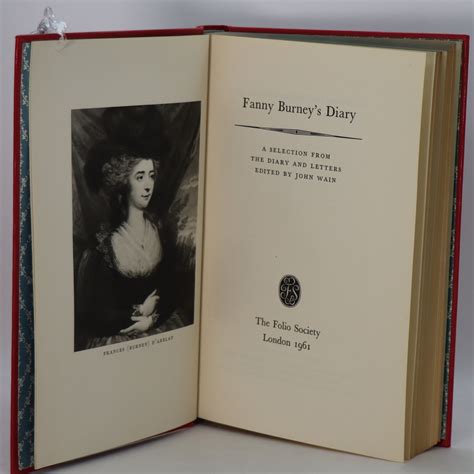 FRANCES (BURNEY) D'ARBLAY
Fanny Burney's Diary
A SELECTION FROM
THE DIARY AND LETTERS
EDITED BY JOHN WAIN
FS
The Folio Society
London 1961